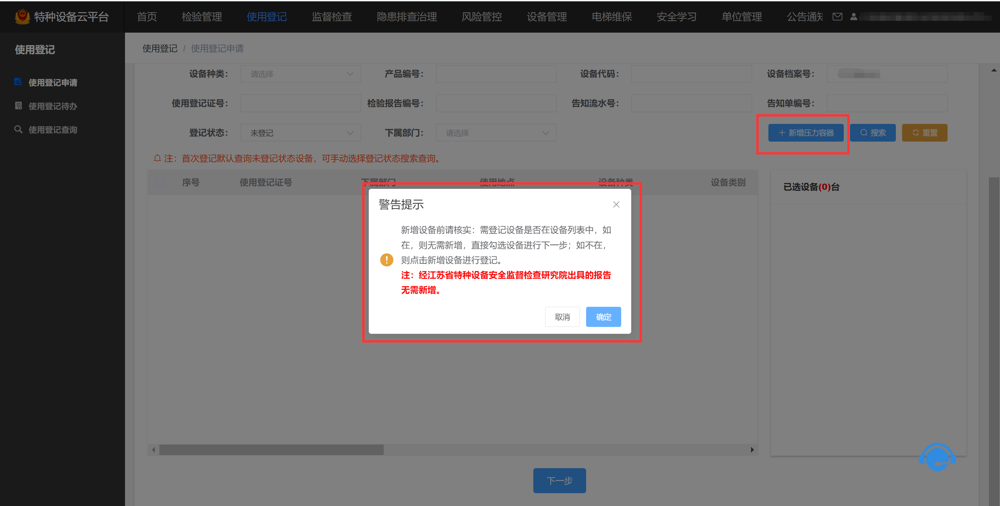 特种设备云平台 首页 检验管理 使用登记 监督检查 隐患排查治理 风险管控 设备管理 电梯维保 安全学习 单位管理 公告通知
使用登记
使用登记申请
使用登记待办
使用登记查询
使用登记 / 使用登记申请
设备种类： 请选择 产品编号： 设备代码： 设备档案号：
使用登记证号： 检验报告编号： 告知流水号： 告知单编号：
登记状态： 未登记 下属部门： 请选择 新增压力容器 搜索 重置
注：首次登记默认查询未登记状态设备，可手动选择登记状态搜索查询。
序号 使用登记证号 下属部门 使用地点 设备种类 设备类别
已选设备(0)台
警告提示
新增设备前请核实：需登记设备是否在设备列表中，如
在，则无需新增，直接勾选设备进行下一步；如不在，
则点击新增设备进行登记。
注：经江苏省特种设备安全监督检查研究院出具的报告
无需新增。
取消 确定
下一步